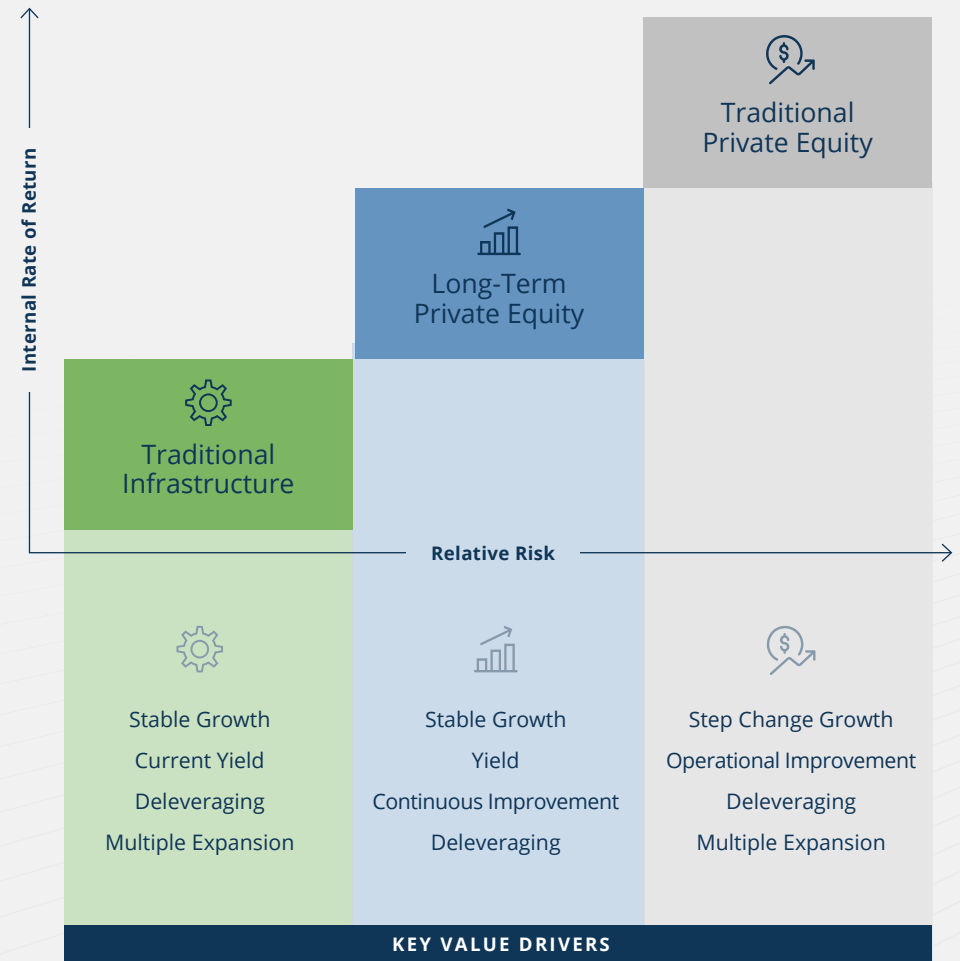 $
Traditional
Private Equity
Internal Rate of Return
Long-Term
Private Equity
Traditional
Infrastructure
Relative Risk
$
Stable Growth
Current Yield
Deleveraging
Multiple Expansion
Stable Growth
Yield
Continuous Improvement
Deleveraging
Step Change Growth
Operational Improvement
Deleveraging
Multiple Expansion
KEY VALUE DRIVERS